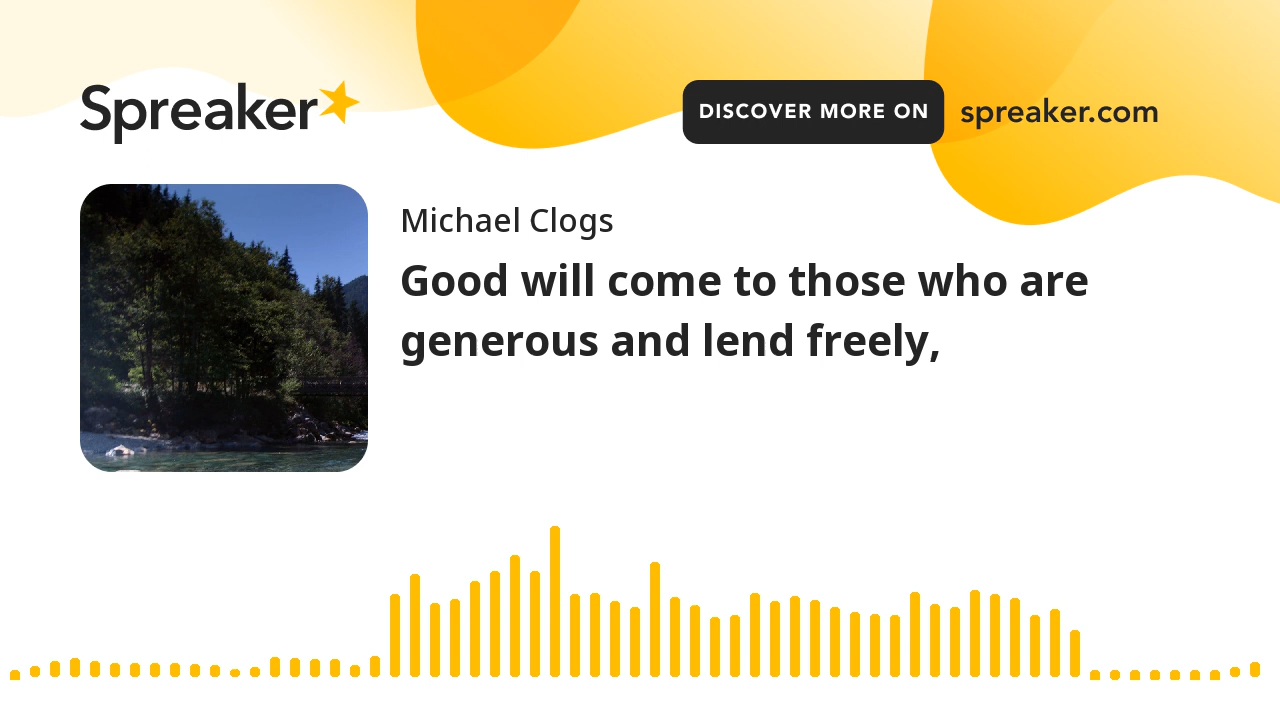 Spreaker
DISCOVER MORE ON spreaker.com
Michael Clogs
Good will come to those who are
generous and lend freely,